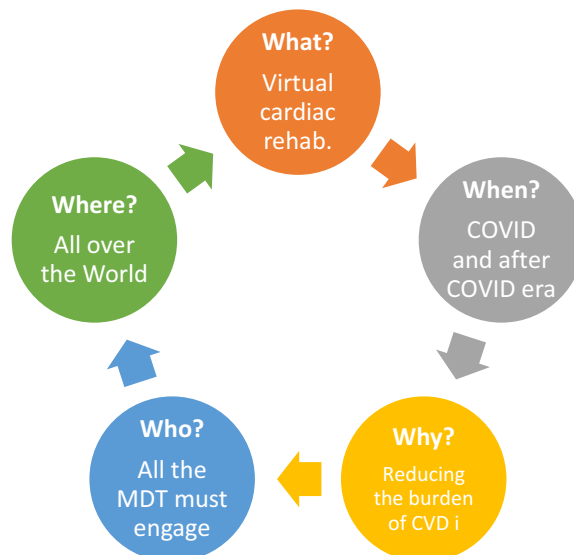 What?
Virtual
cardiac
rehab.
When?
COVID
and after
COVID era
Why?
Reducing
the burden
of CVD i
Who?
All the
MDT must
engage
Where?
All over
the World